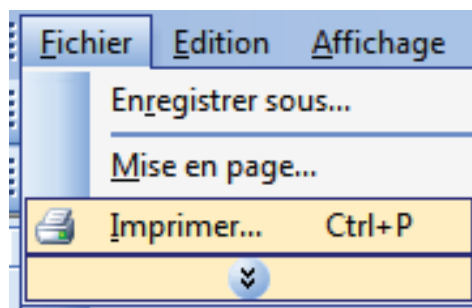 Fichier Edition Affichage
Enregistrer sous...
Mise en page...
Imprimer... Ctrl+P